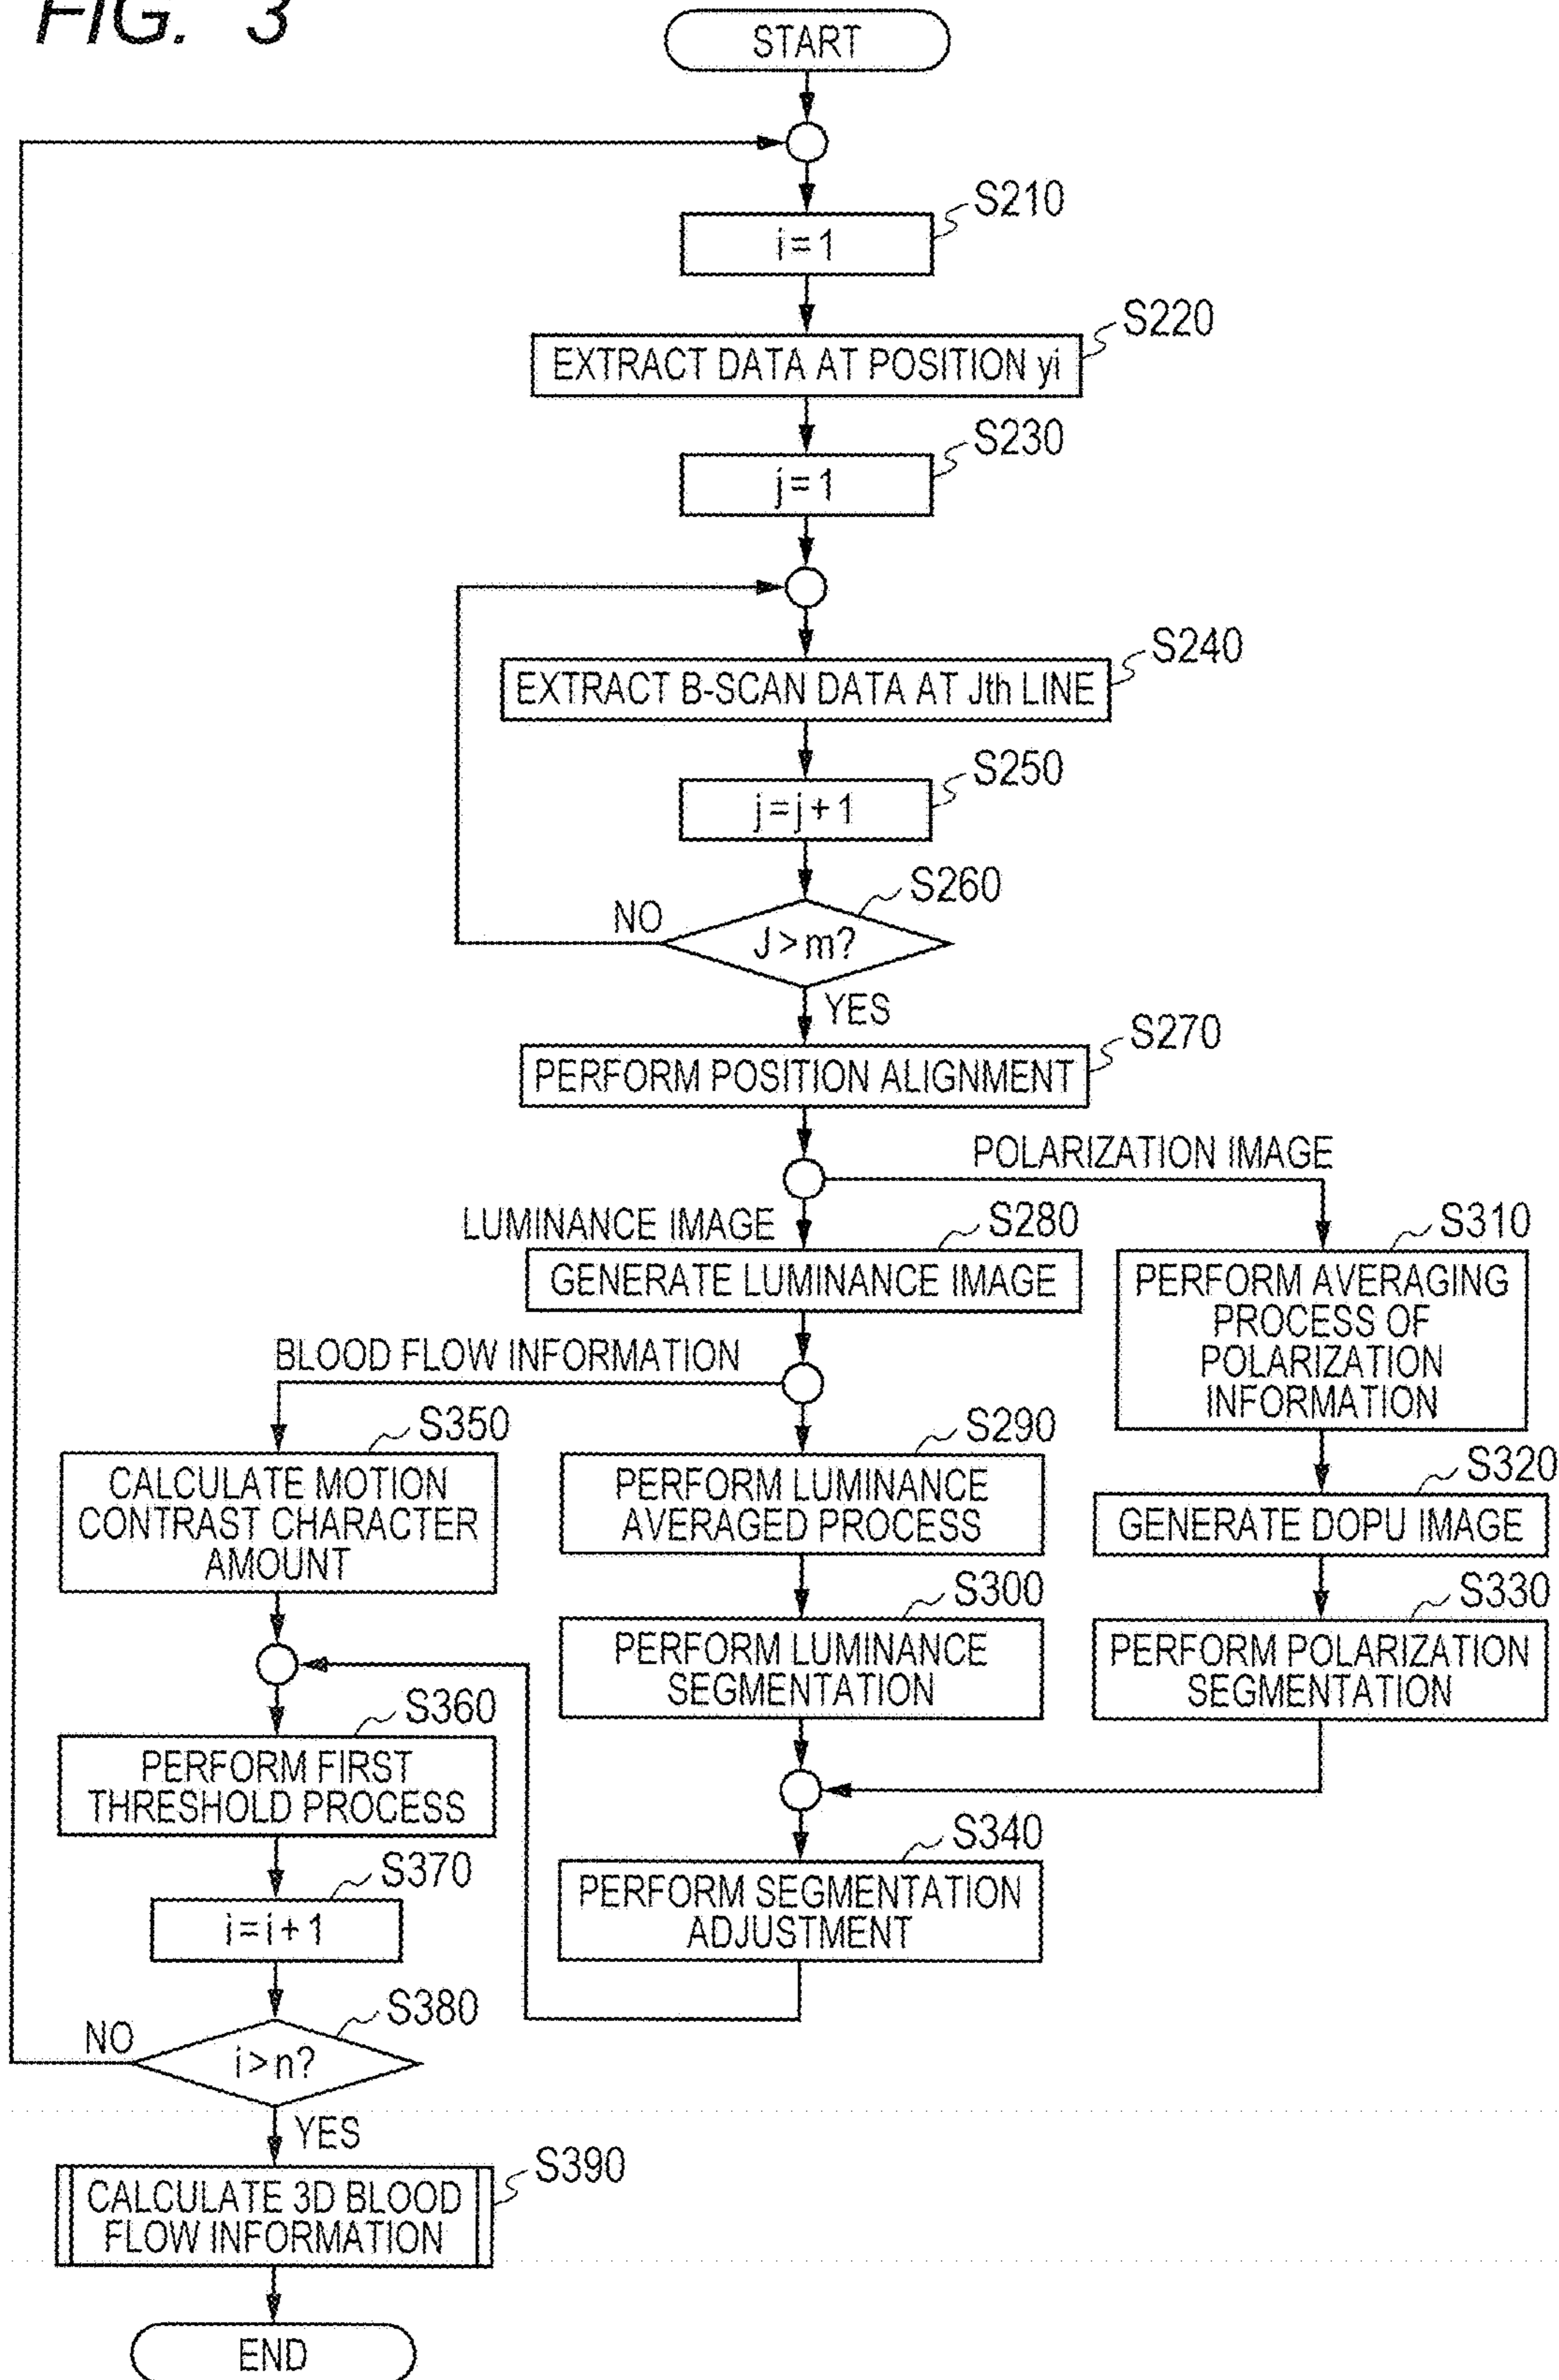 FIG. 3
START
S210
i=1
S220
EXTRACT DATA AT POSITION yi
S230
j=1
S240
EXTRACT B-SCAN DATA AT Jth LINE
S250
j=j+1
S260
NO
J>m?
YES
S270
PERFORM POSITION ALIGNMENT
POLARIZATION IMAGE
LUMINANCE IMAGE
S280
GENERATE LUMINANCE IMAGE
S310
PERFORM AVERAGING
PROCESS OF
POLARIZATION
INFORMATION
BLOOD FLOW INFORMATION
S350
CALCULATE MOTION
CONTRAST CHARACTER
AMOUNT
S290
PERFORM LUMINANCE
AVERAGED PROCESS
S320
GENERATE DOPU IMAGE
S300
PERFORM LUMINANCE
SEGMENTATION
S330
PERFORM POLARIZATION
SEGMENTATION
S360
PERFORM FIRST
THRESHOLD PROCESS
S340
PERFORM SEGMENTATION
ADJUSTMENT
S370
i=i+1
S380
NO
i>n?
YES
S390
CALCULATE 3D BLOOD
FLOW INFORMATION
END